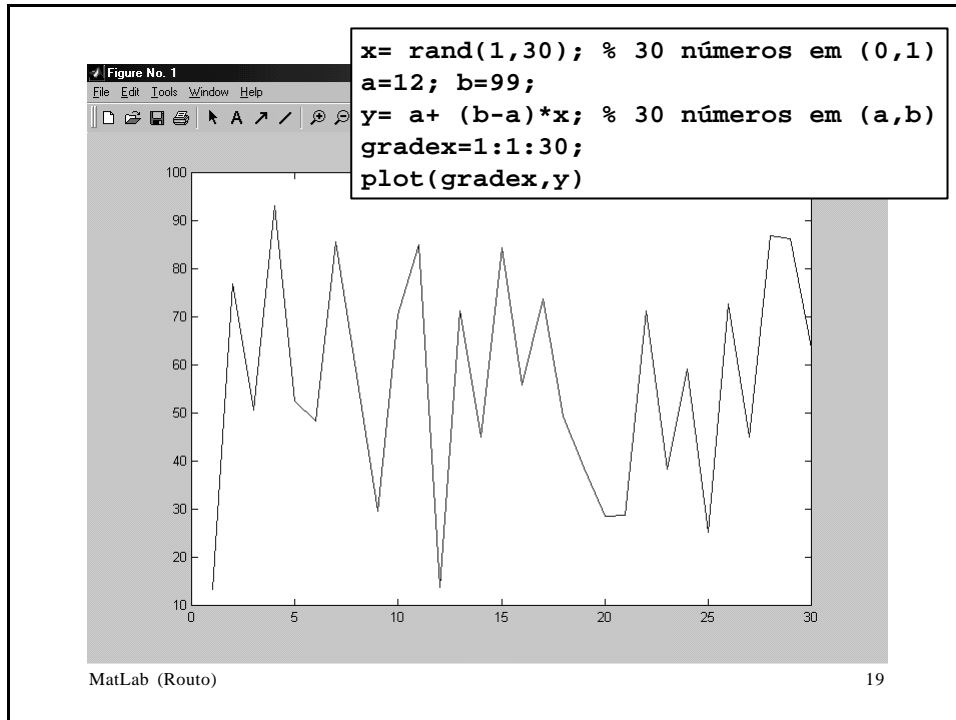 x= rand(1,30); % 30 números em (0,1)
a=12; b=99;
y= a+ (b-a)*x; % 30 números em (a,b)
gradex=1:1:30;
plot(gradex,y)
Figure No. 1
File Edit Tools Window Help
100
90
80
70
60
50
40
30
20
10
0 5 10 15 20 25 30
MatLab (Routo) 19